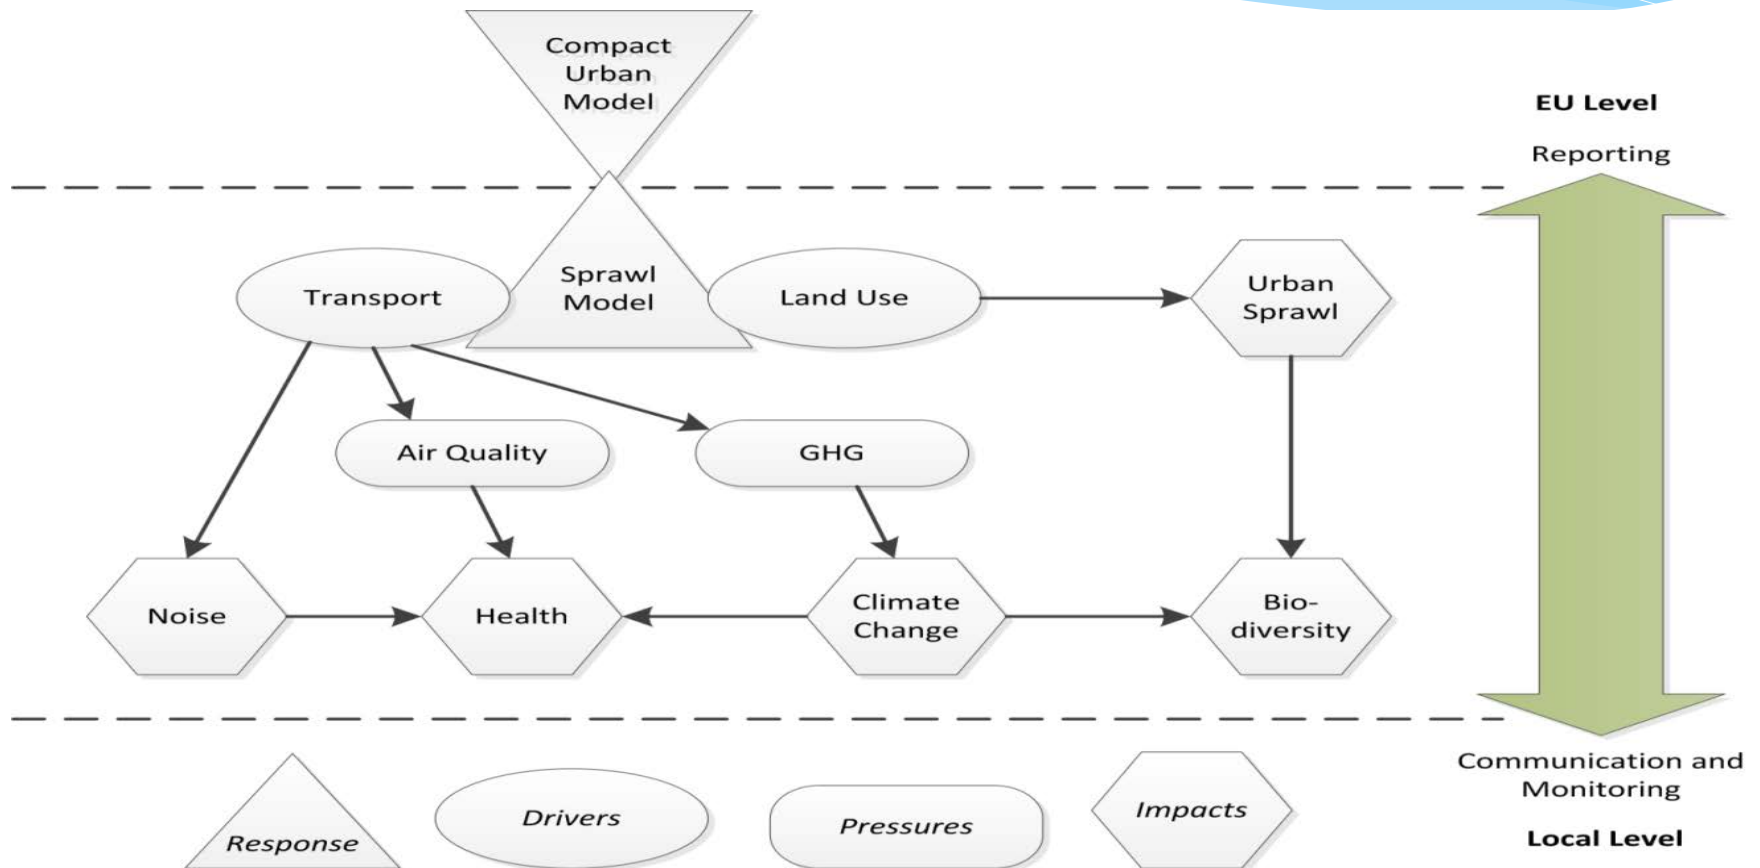 Compact
Urban
Model
EU Level
Reporting
Transport
Sprawl
Model
Land Use
Urban
Sprawl
Air Quality
GHG
Noise
Health
Climate
Change
Bio-
diversity
Communication and
Monitoring
Local Level
Response
Drivers
Pressures
Impacts